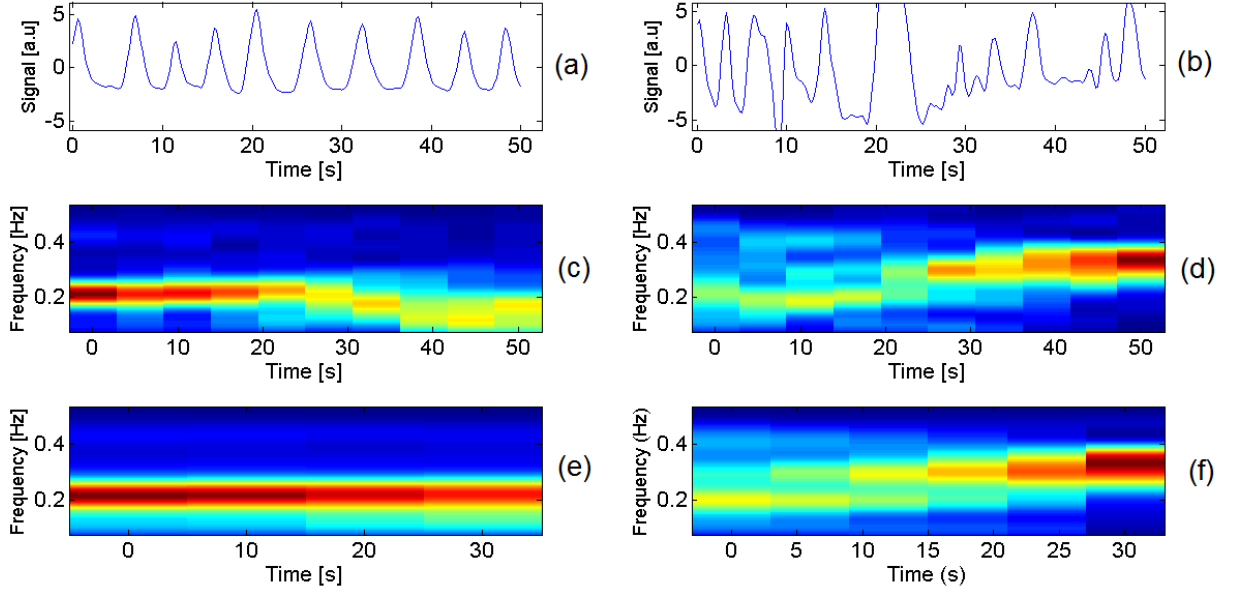 Signal [a.u]
5
0
-5
0 10 20 30 40 50
Time [s]
(a)
Signal [a.u]
5
0
-5
0 10 20 30 40 50
Time [s]
(b)
Frequency [Hz]
0.4
0.2
0 10 20 30 40 50
Time [s]
(c)
Frequency [Hz]
0.4
0.2
0 10 20 30 40 50
Time [s]
(d)
Frequency [Hz]
0.4
0.2
0 10 20 30
Time [s]
(e)
Frequency (Hz)
0.4
0.2
0 5 10 15 20 25 30
Time (s)
(f)